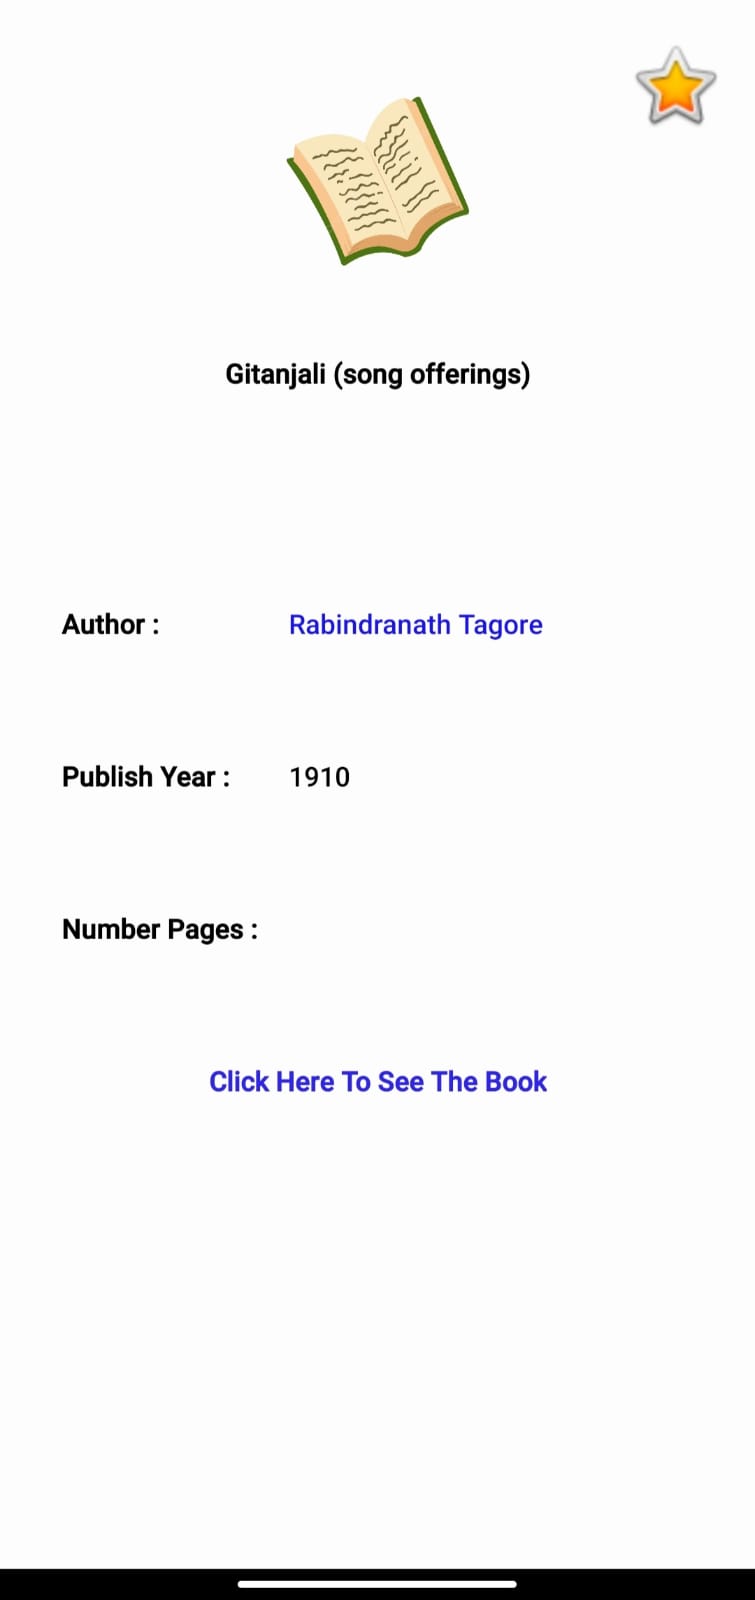 Gitanjali (song offerings)
Author : Rabindranath Tagore
Publish Year : 1910
Number Pages :
Click Here To See The Book